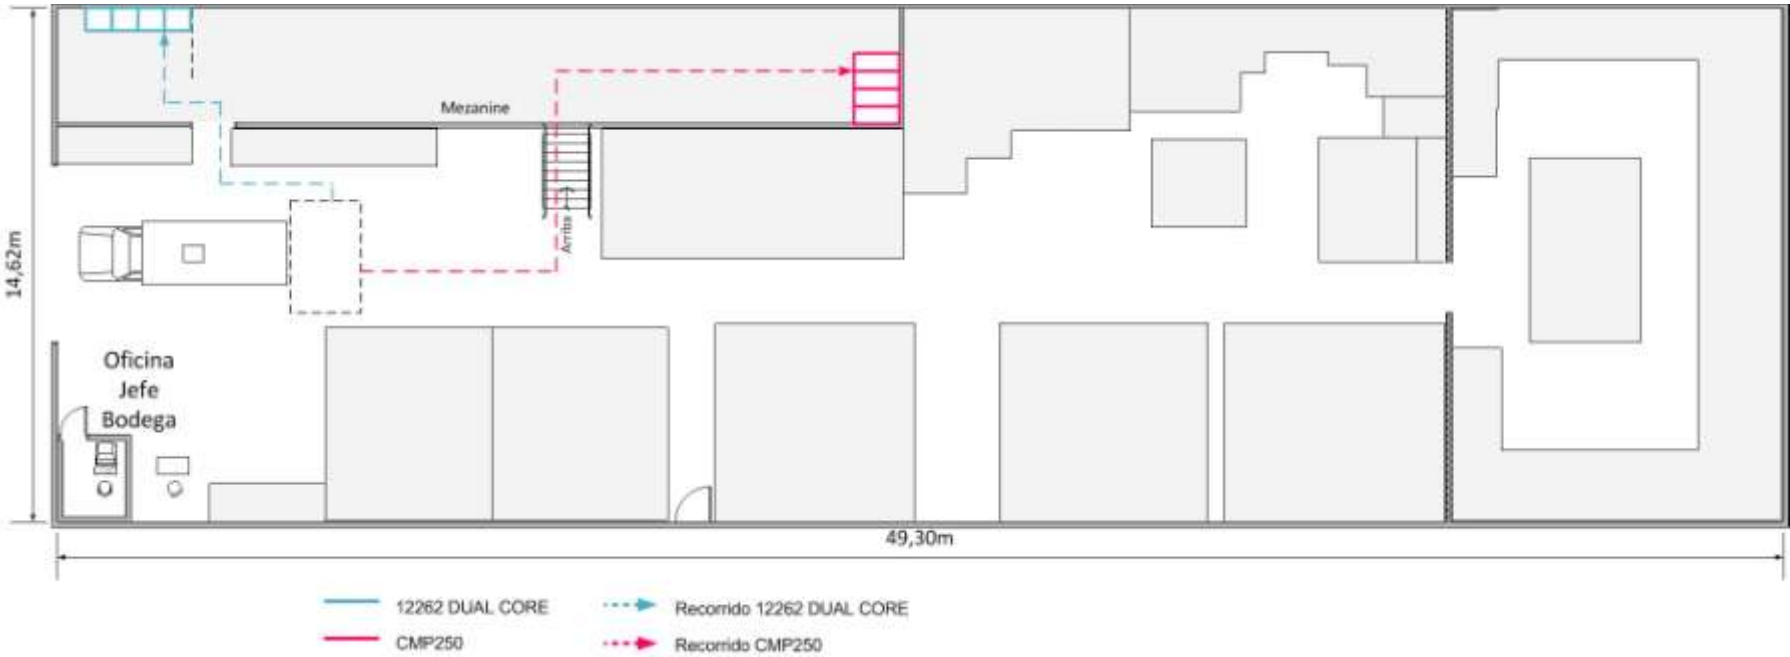 Mezanine
Arriba
14,62m
Oficina
Jefe
Bodega
49,30m
12262 DUAL CORE
Recorrido 12262 DUAL CORE
CMP250
Recorrido CMP250